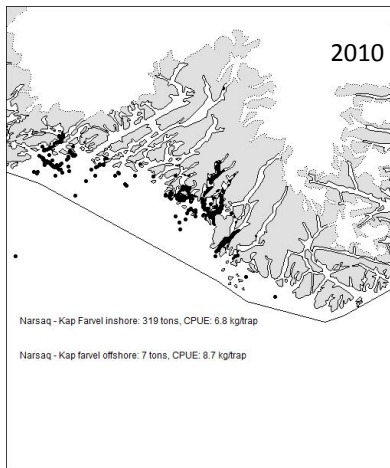 2010
Narsaq - Kap Farvel inshore: 319 tons, CPUE: 6.8 kg/trap
Narsaq - Kap farvel offshore: 7 tons, CPUE: 8.7 kg/trap